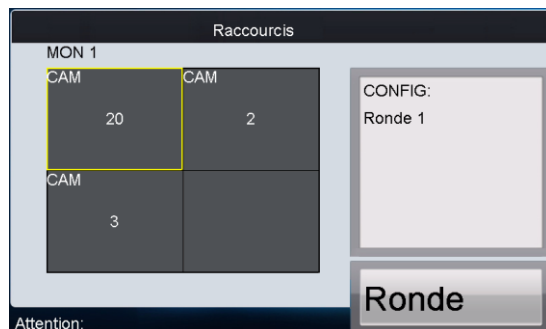 Raccourcis
MON 1
CAM
20
CAM
2
CAM
3
CONFIG:
Ronde 1
Ronde
Attention: